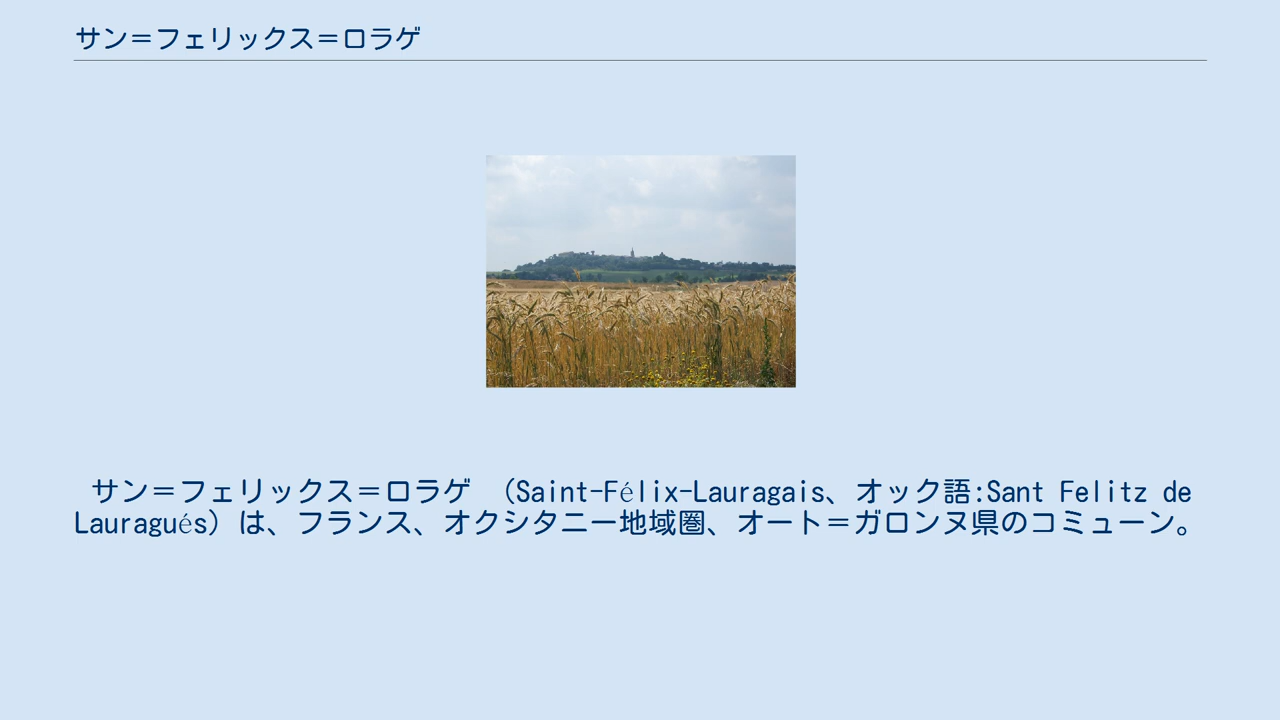 サン＝フェリックス＝ロラゲ
サン＝フェリックス＝ロラゲ （Saint-Félix-Lauragais、オック語:Sant Felitz de
Lauragués）は、フランス、オクシタニー地域圏、オート＝ガロンヌ県のコミューン。